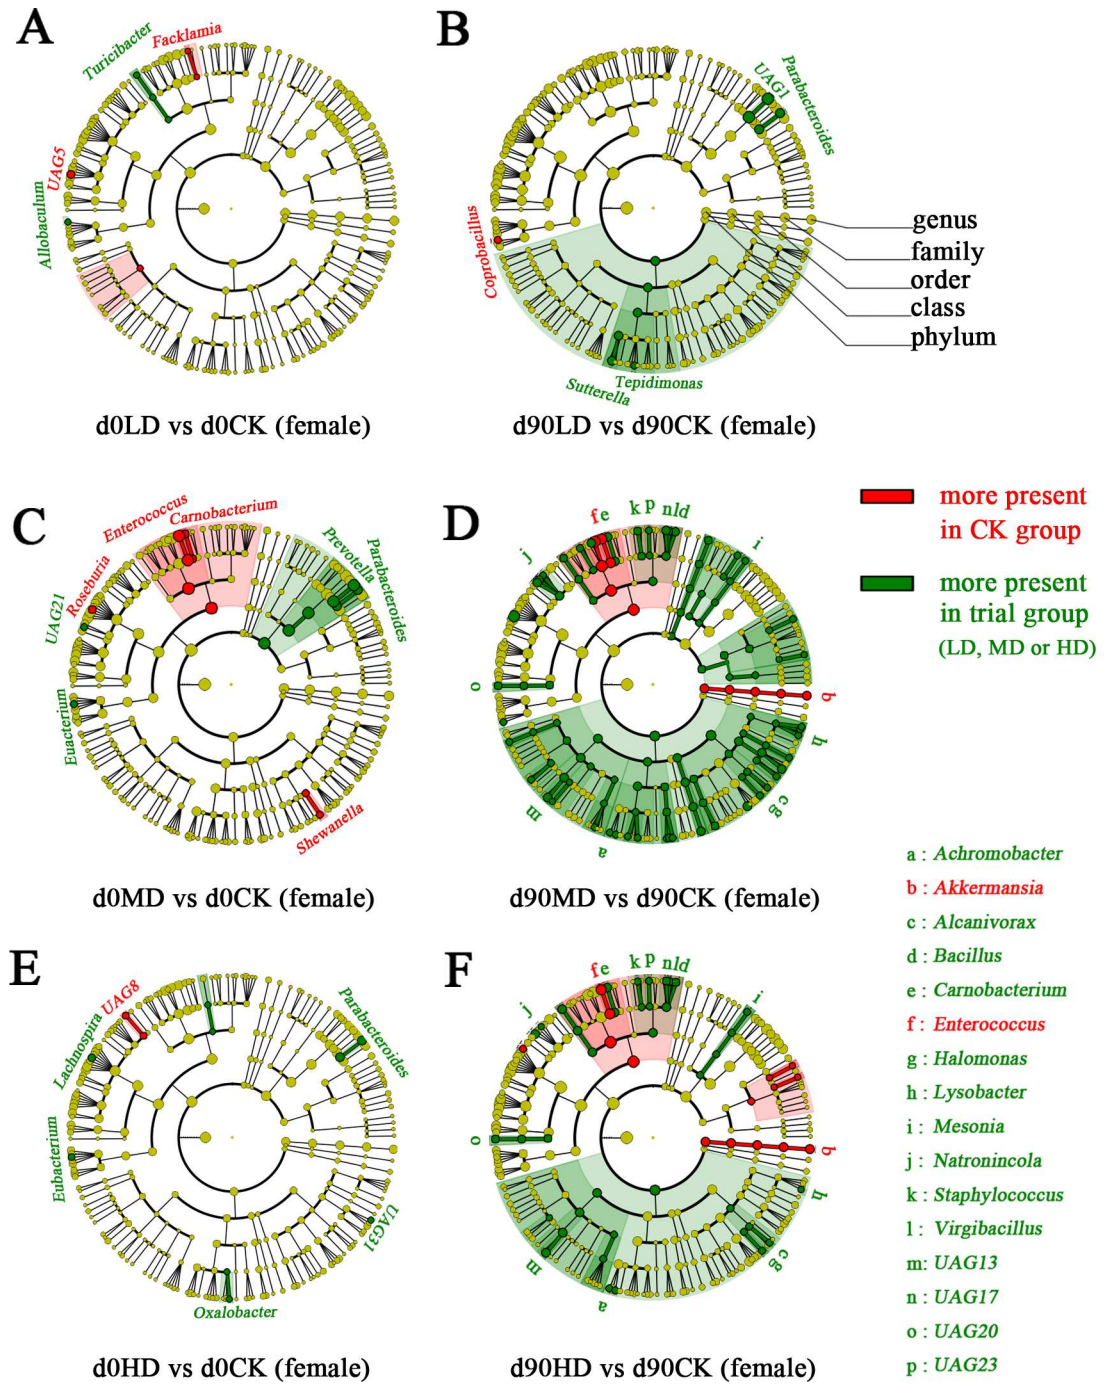 A
Turicibacter
Facklamia
UAG5
Allobaculum
d0LD vs d0CK (female)
B
UAG1
Parabacteroides
Coprobacillus
Sutterella
Tepidimonas
genus
family
order
class
phylum
d90LD vs d90CK (female)
more present
in CK group
more present
in trial group
(LD, MD or HD)
C
Enterococcus
Carnobacterium
Prevotella
Parabacteroides
Roseburia
UAG21
Euacterium
Shewanella
d0MD vs d0CK (female)
D
j
f e
k p n l d
i
o
b
h
m
a
c g
d90MD vs d90CK (female)
E
Lachnospira
UAG8
Parabacteroides
Eubacterium
UAG31
Oxalobacter
d0HD vs d0CK (female)
F
j
f e
k p n l d
i
o
b
h
m
a
c g
d90HD vs d90CK (female)
a : Achromobacter
b : Akkermansia
c : Alcanivorax
d : Bacillus
e : Carnobacterium
f : Enterococcus
g : Halomonas
h : Lysobacter
i : Mesonia
j : Natronincola
k : Staphylococcus
l : Virgibacillus
m : UAG13
n : UAG17
o : UAG20
p : UAG23